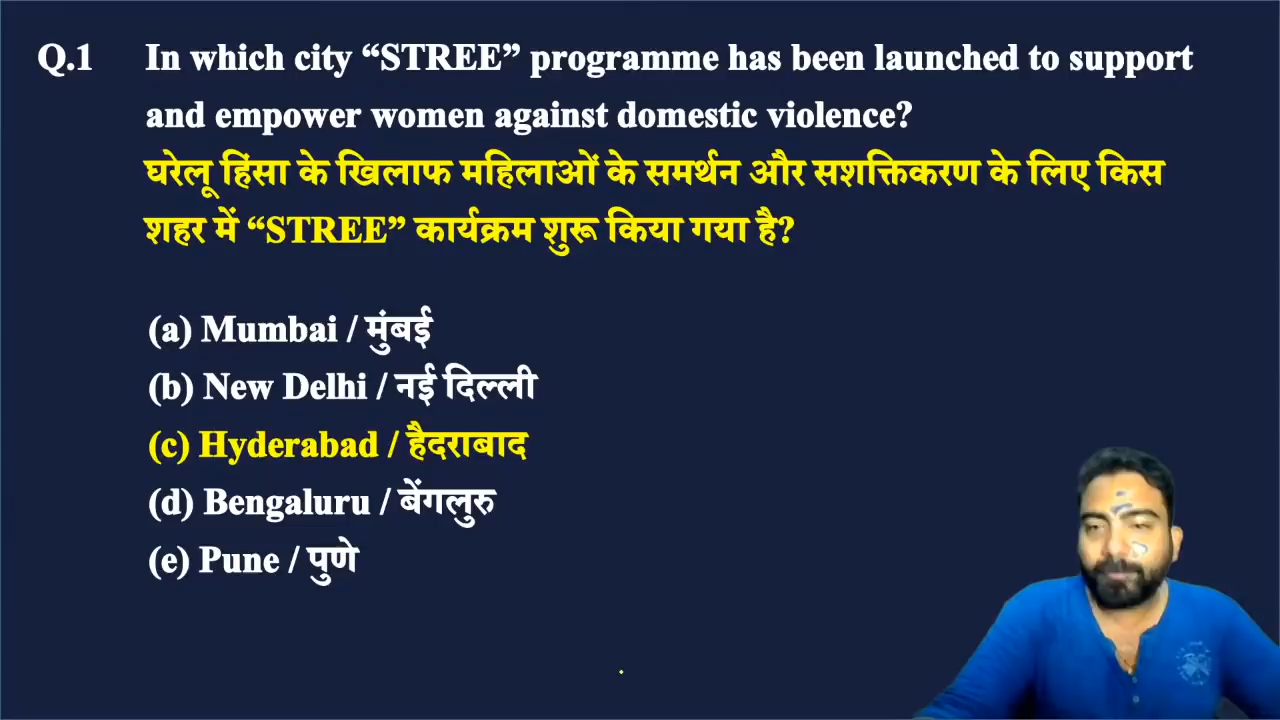 Q.1 In which city “STREE” programme has been launched to support
and empower women against domestic violence?
घरेलू हिंसा के खिलाफ महिलाओं के समर्थन और सशक्तिकरण के लिए किस
शहर में “STREE” कार्यक्रम शुरू किया गया है?
(a) Mumbai / मुंबई
(b) New Delhi / नई दिल्ली
(c) Hyderabad / हैदराबाद
(d) Bengaluru / बेंगलुरु
(e) Pune / पुणे